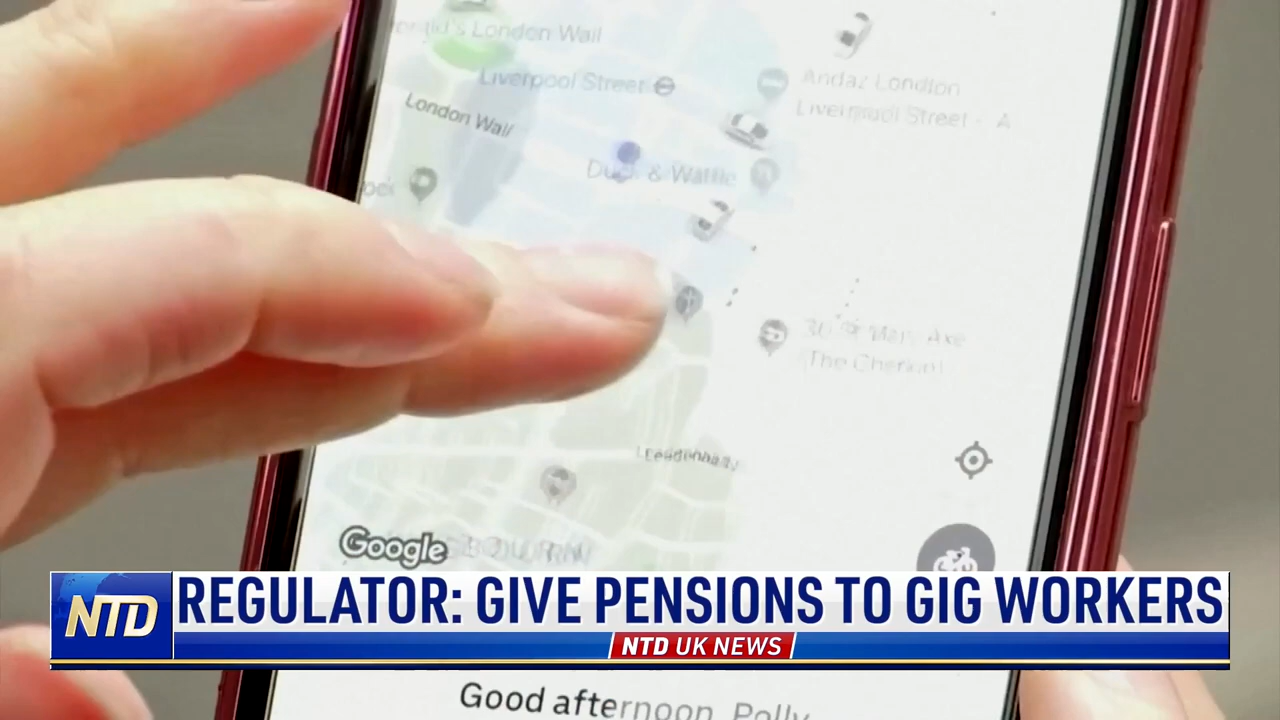 London Wall
Liverpool Street
Andaz London
Liverpool Street - A
London Wall
Duck & Waffle
Axe
Google
NTD
REGULATOR: GIVE PENSIONS TO GIG WORKERS
NTD UK NEWS
Good afternoon, Polly